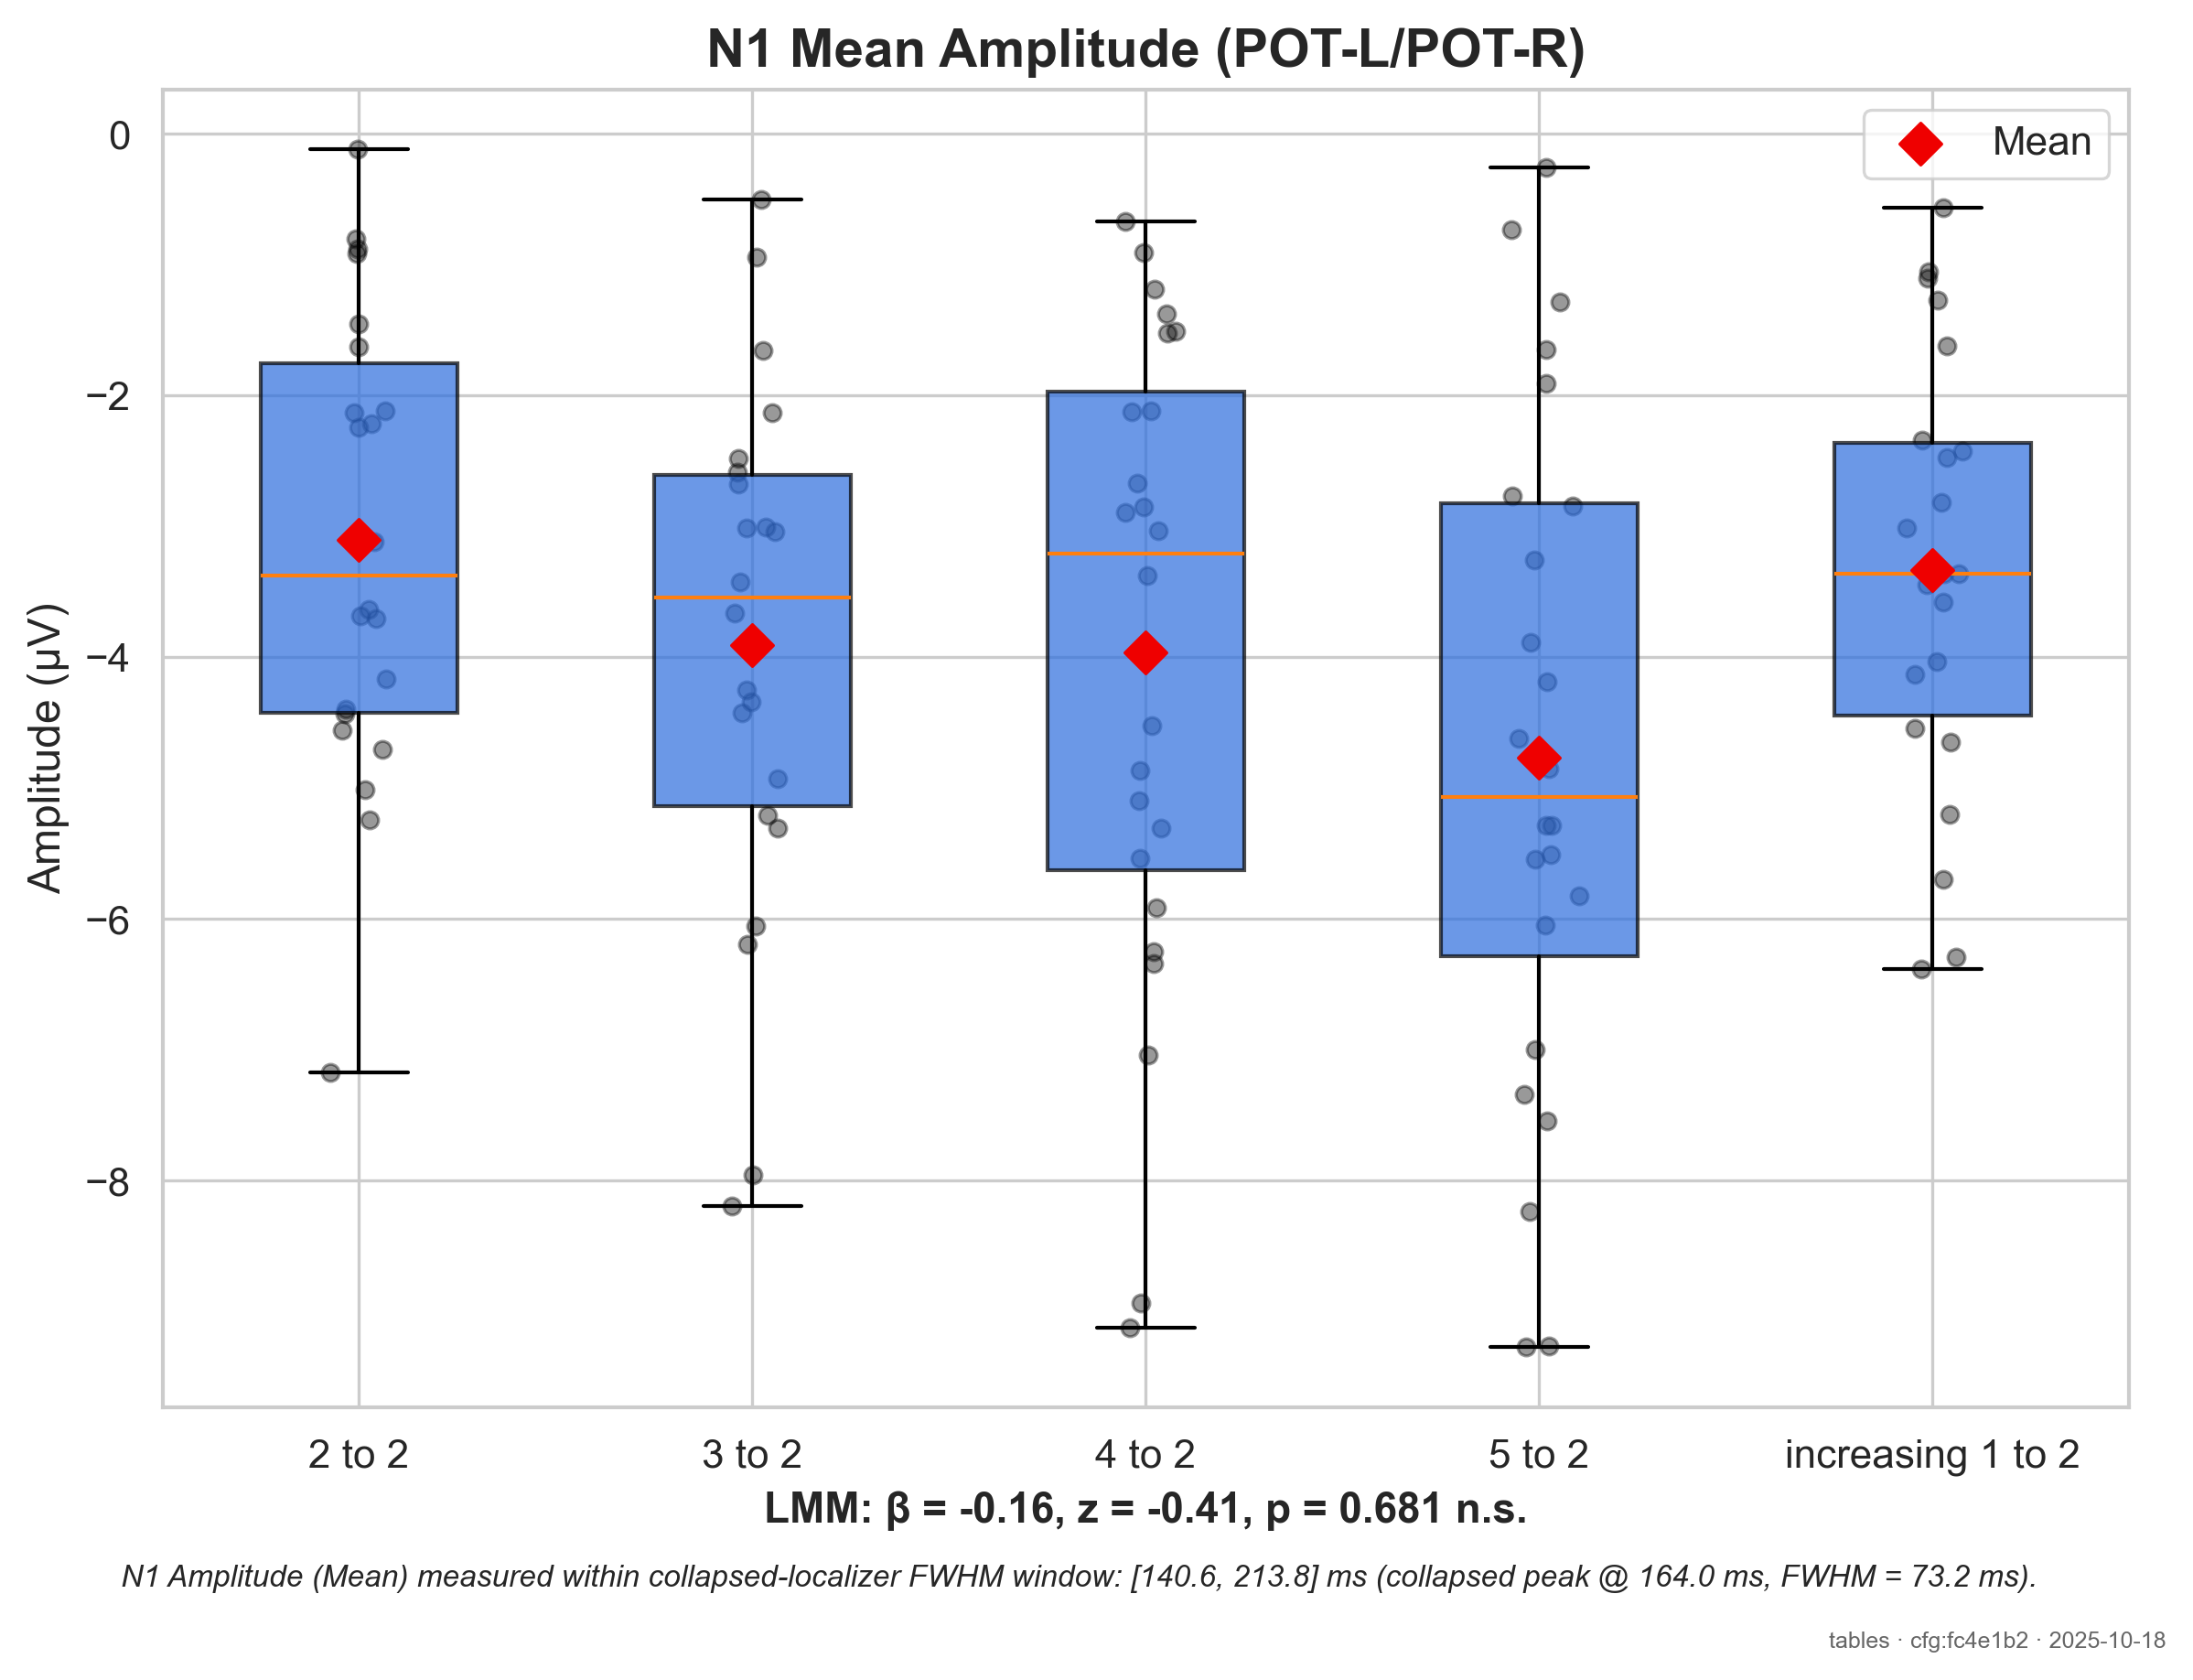 N1 Mean Amplitude (POT-L/POT-R)
Mean
Amplitude (µV)
0
−2
−4
−6
−8
2 to 2
3 to 2
4 to 2
5 to 2
increasing 1 to 2
LMM: β = -0.16, z = -0.41, p = 0.681 n.s.
N1 Amplitude (Mean) measured within collapsed-localizer FWHM window: [140.6, 213.8] ms (collapsed peak @ 164.0 ms, FWHM = 73.2 ms).
tables · cfg:fc4e1b2 · 2025-10-18